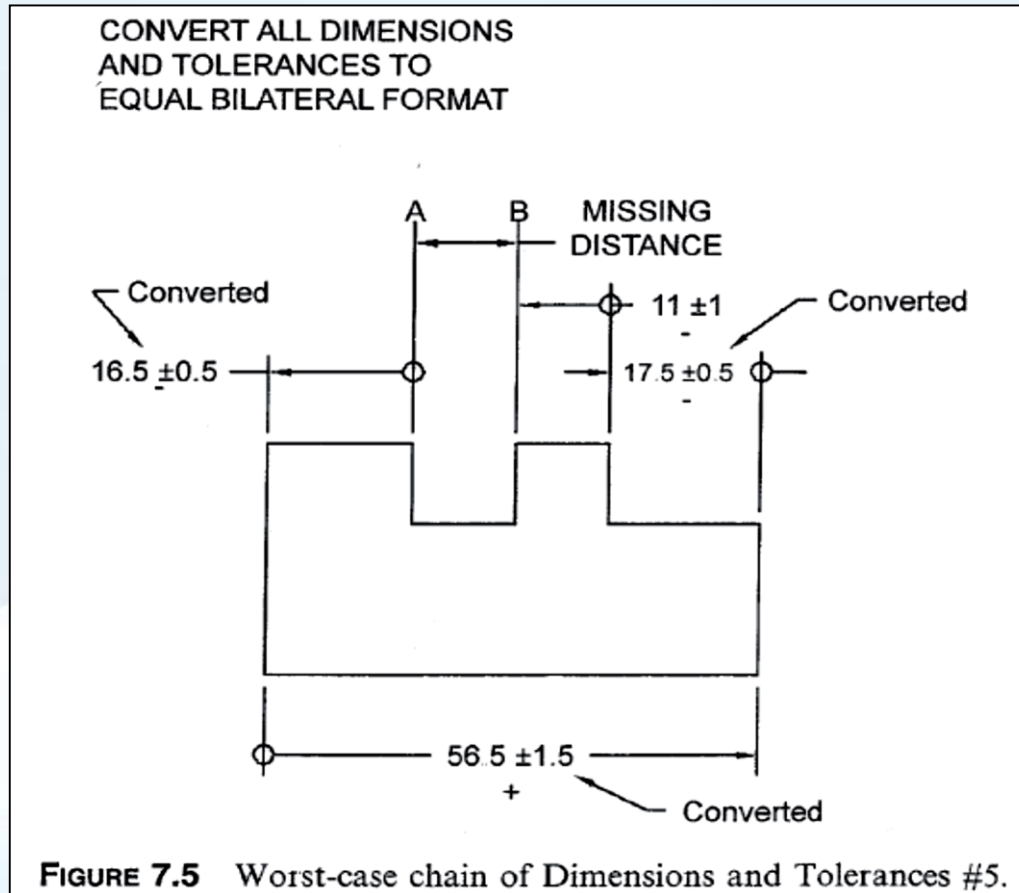 CONVERT ALL DIMENSIONS
AND TOLERANCES TO
EQUAL BILATERAL FORMAT
A B MISSING
DISTANCE
Converted
11 ±1
-
Converted
16.5 ±0.5
-
17.5 ±0.5
-
56.5 ±1.5
+
Converted
FIGURE 7.5 Worst-case chain of Dimensions and Tolerances #5.